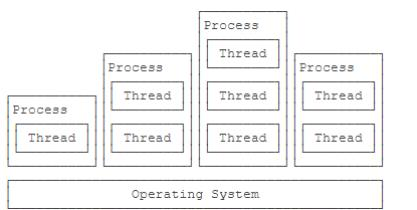 Process
Thread
Process
Thread
Thread
Process
Thread
Thread
Thread
Process
Thread
Thread
Operating System